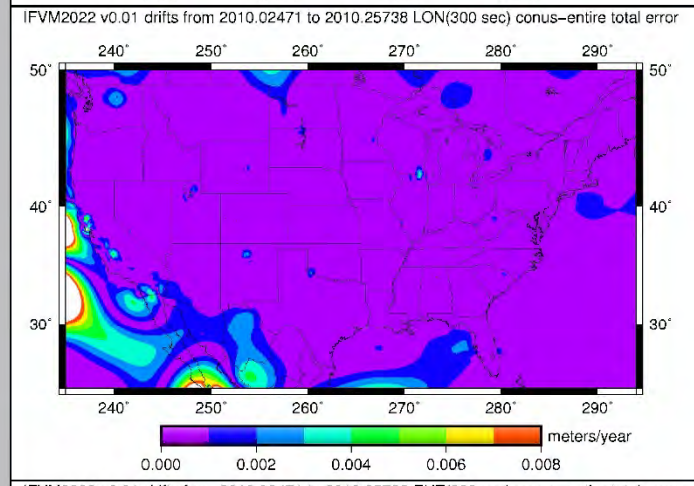 IFVM2022 v0.01 drifts from 2010.02471 to 2010.25738 LON(300 sec) conus−entire total error
240° 250° 260° 270° 280° 290°
50° 50°
40° 40°
30° 30°
240° 250° 260° 270° 280° 290°
meters/year
0.000 0.002 0.004 0.006 0.008